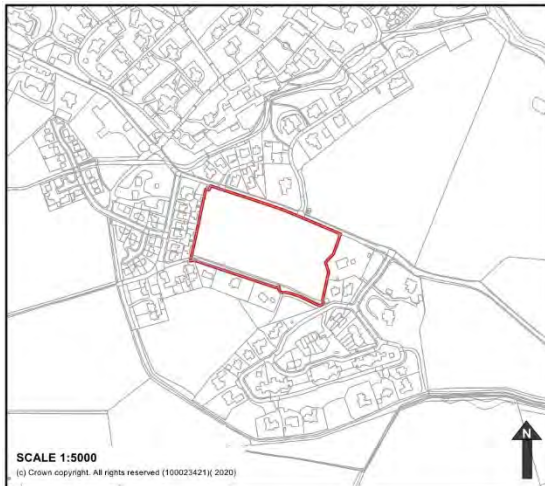 N
SCALE 1:5000
(c) Crown copyright. All rights reserved (100023421)( 2020)